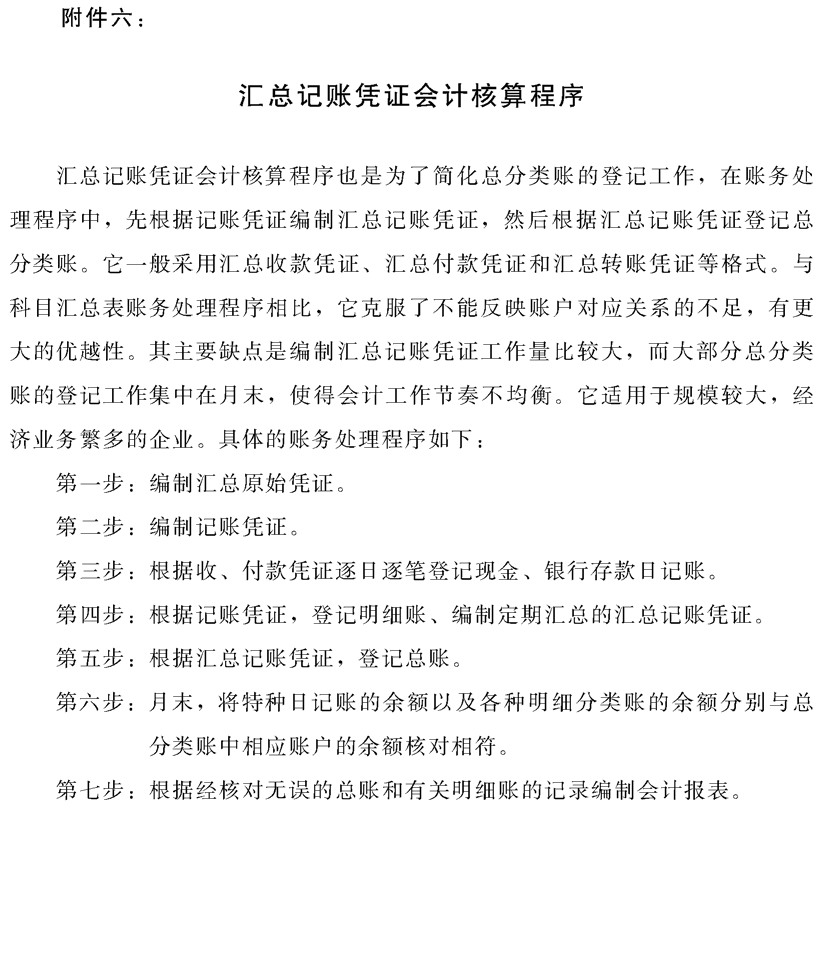 附件六：
汇总记账凭证会计核算程序
汇总记账凭证会计核算程序也是为了简化总分类账的登记工作，在账务处
理程序中，先根据记账凭证编制汇总记账凭证，然后根据汇总记账凭证登记总
分类账。它一般采用汇总收款凭证、汇总付款凭证和汇总转账凭证等格式。与
科目汇总表账务处理程序相比，它克服了不能反映账户对应关系的不足，有更
大的优越性。其主要缺点是编制汇总记账凭证工作量比较大，而大部分总分类
账的登记工作集中在月末，使得会计工作节奏不均衡。它适用于规模较大，经
济业务繁多的企业。具体的账务处理程序如下：
第一步：编制汇总原始凭证。
第二步：编制记账凭证。
第三步：根据收、付款凭证逐日逐笔登记现金、银行存款日记账。
第四步：根据记账凭证，登记明细账、编制定期汇总的汇总记账凭证。
第五步：根据汇总记账凭证，登记总账。
第六步：月末，将特种日记账的余额以及各种明细分类账的余额分别与总
分类账中相应账户的余额核对相符。
第七步：根据经核对无误的总账和有关明细账的记录编制会计报表。